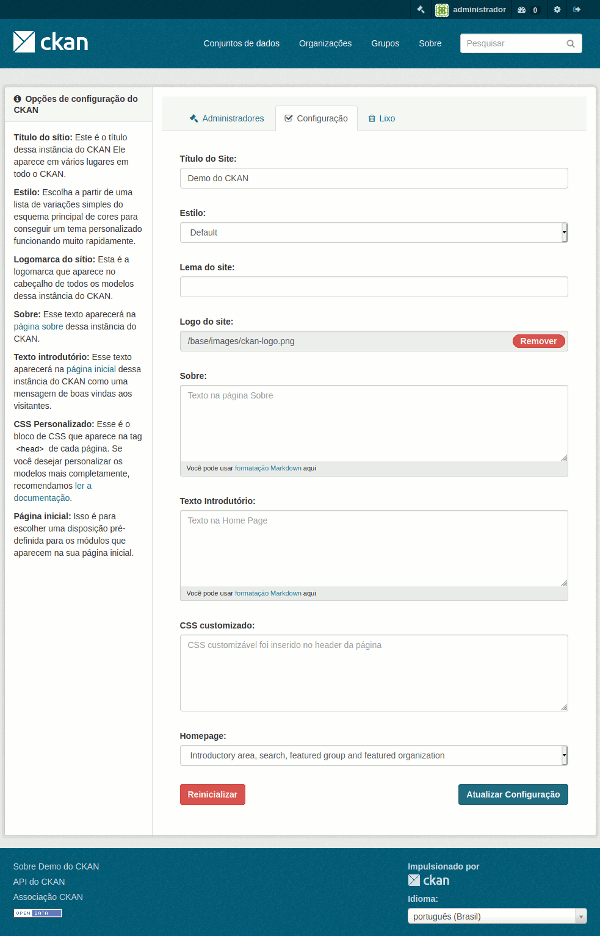 administrador 0
ckan
Conjuntos de dados Organizações Grupos Sobre Pesquisar
Opções de configuração do
CKAN
Título do sítio: Este é o título
dessa instância do CKAN Ele
aparece em vários lugares em
todo o CKAN.
Estilo: Escolha a partir de uma
lista de variações simples do
esquema principal de cores para
conseguir um tema personalizado
funcionando muito rapidamente.
Logomarca do sítio: Esta é a
logomarca que aparece no
cabeçalho de todos os modelos
dessa instância do CKAN.
Sobre: Esse texto aparecerá na
página sobre dessa instância do
CKAN.
Texto introdutório: Esse texto
aparecerá na página inicial dessa
instância do CKAN como uma
mensagem de boas vindas aos
visitantes.
CSS Personalizado: Esse é o
bloco de CSS que aparece na tag
<head> de cada página. Se
você desejar personalizar os
modelos mais completamente,
recomendamos ler a
documentação.
Página inicial: Isso é para
escolher uma disposição pré-
definida para os módulos que
aparecem na sua página inicial.
Administradores Configuração Lixo
Título do Site:
Demo do CKAN
Estilo:
Default
Lema do site:
Logo do site:
/base/images/ckan-logo.png Remover
Sobre:
Texto na página Sobre
Você pode usar formatação Markdown aqui
Texto Introdutório:
Texto na Home Page
Você pode usar formatação Markdown aqui
CSS customizado:
CSS customizável foi inserido no header da página
Homepage:
Introductory area, search, featured group and featured organization
Reinicializar Atualizar Configuração
Sobre Demo do CKAN
API do CKAN
Associação CKAN
OPEN DATA
Impulsionado por
ckan
Idioma:
português (Brasil)